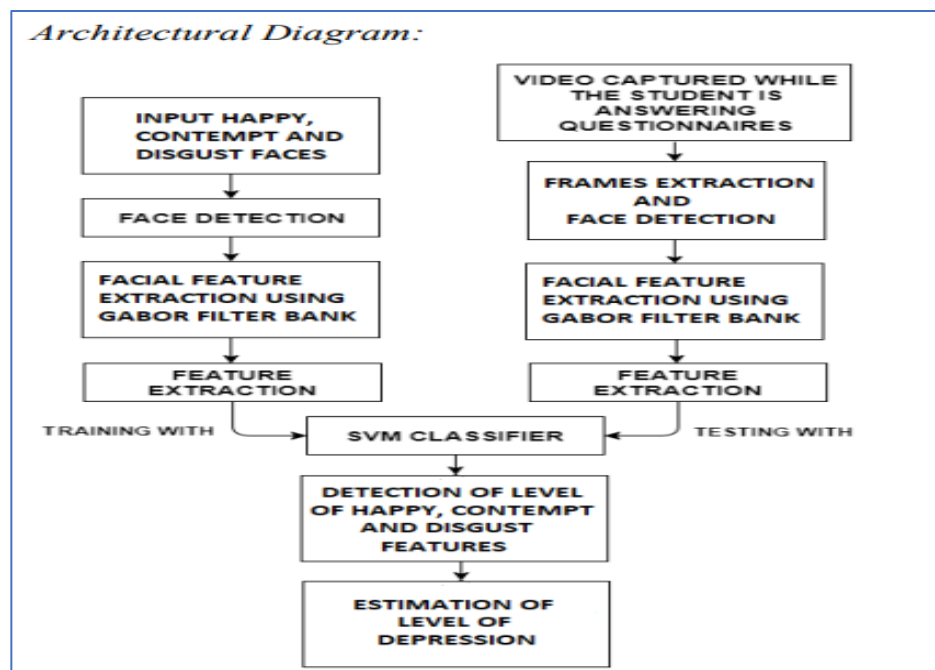 Architectural Diagram:
INPUT HAPPY,
CONTEMPT AND
DISGUST FACES
FACE DETECTION
FACIAL FEATURE
EXTRACTION USING
GABOR FILTER BANK
FEATURE
EXTRACTION
TRAINING WITH
VIDEO CAPTURED WHILE
THE STUDENT IS
ANSWERING
QUESTIONNAIRES
FRAMES EXTRACTION
AND
FACE DETECTION
FACIAL FEATURE
EXTRACTION USING
GABOR FILTER BANK
FEATURE
EXTRACTION
TESTING WITH
SVM CLASSIFIER
DETECTION OF LEVEL
OF HAPPY, CONTEMPT
AND DISGUST
FEATURES
ESTIMATION OF
LEVEL OF
DEPRESSION